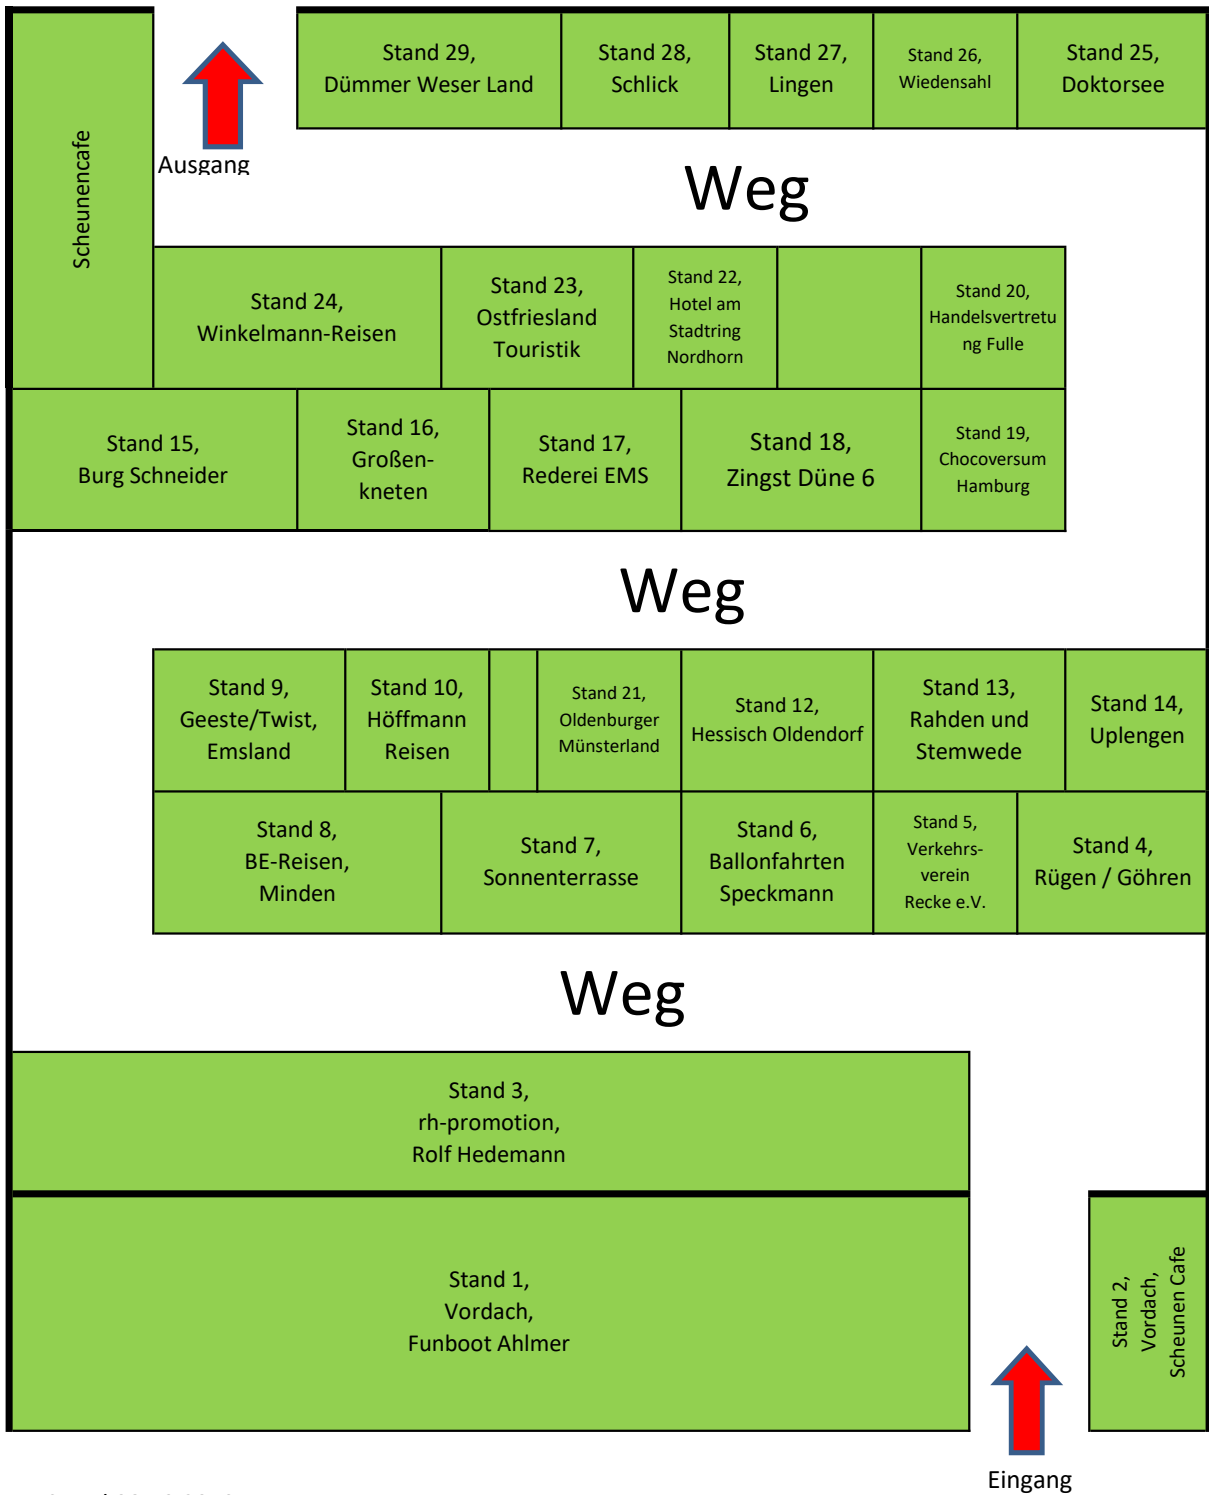 Stand 29,
Dümmer Weser Land
Stand 28,
Schlick
Stand 27,
Lingen
Stand 26,
Wiedensahl
Stand 25,
Doktorsee
Scheunencafe
Ausgang
Weg
Stand 24,
Winkelmann-Reisen
Stand 23,
Ostfriesland
Touristik
Stand 22,
Hotel am
Stadtring
Nordhorn
Stand 20,
Handelsvertretu
ng Fulle
Stand 15,
Burg Schneider
Stand 16,
Großen-
kneten
Stand 17,
Rederei EMS
Stand 18,
Zingst Düne 6
Stand 19,
Chocoversum
Hamburg
Weg
Stand 9,
Geeste/Twist,
Emsland
Stand 10,
Höffmann
Reisen
Stand 21,
Oldenburger
Münsterland
Stand 12,
Hessisch Oldendorf
Stand 13,
Rahden und
Stemwede
Stand 14,
Uplengen
Stand 8,
BE-Reisen,
Minden
Stand 7,
Sonnenterrasse
Stand 6,
Ballonfahrten
Speckmann
Stand 5,
Verkehrs-
verein
Recke e.V.
Stand 4,
Rügen / Göhren
Weg
Stand 3,
rh-promotion,
Rolf Hedemann
Stand 1,
Vordach,
Funboot Ahlmer
Stand 2,
Vordach,
Scheunen Cafe
Eingang